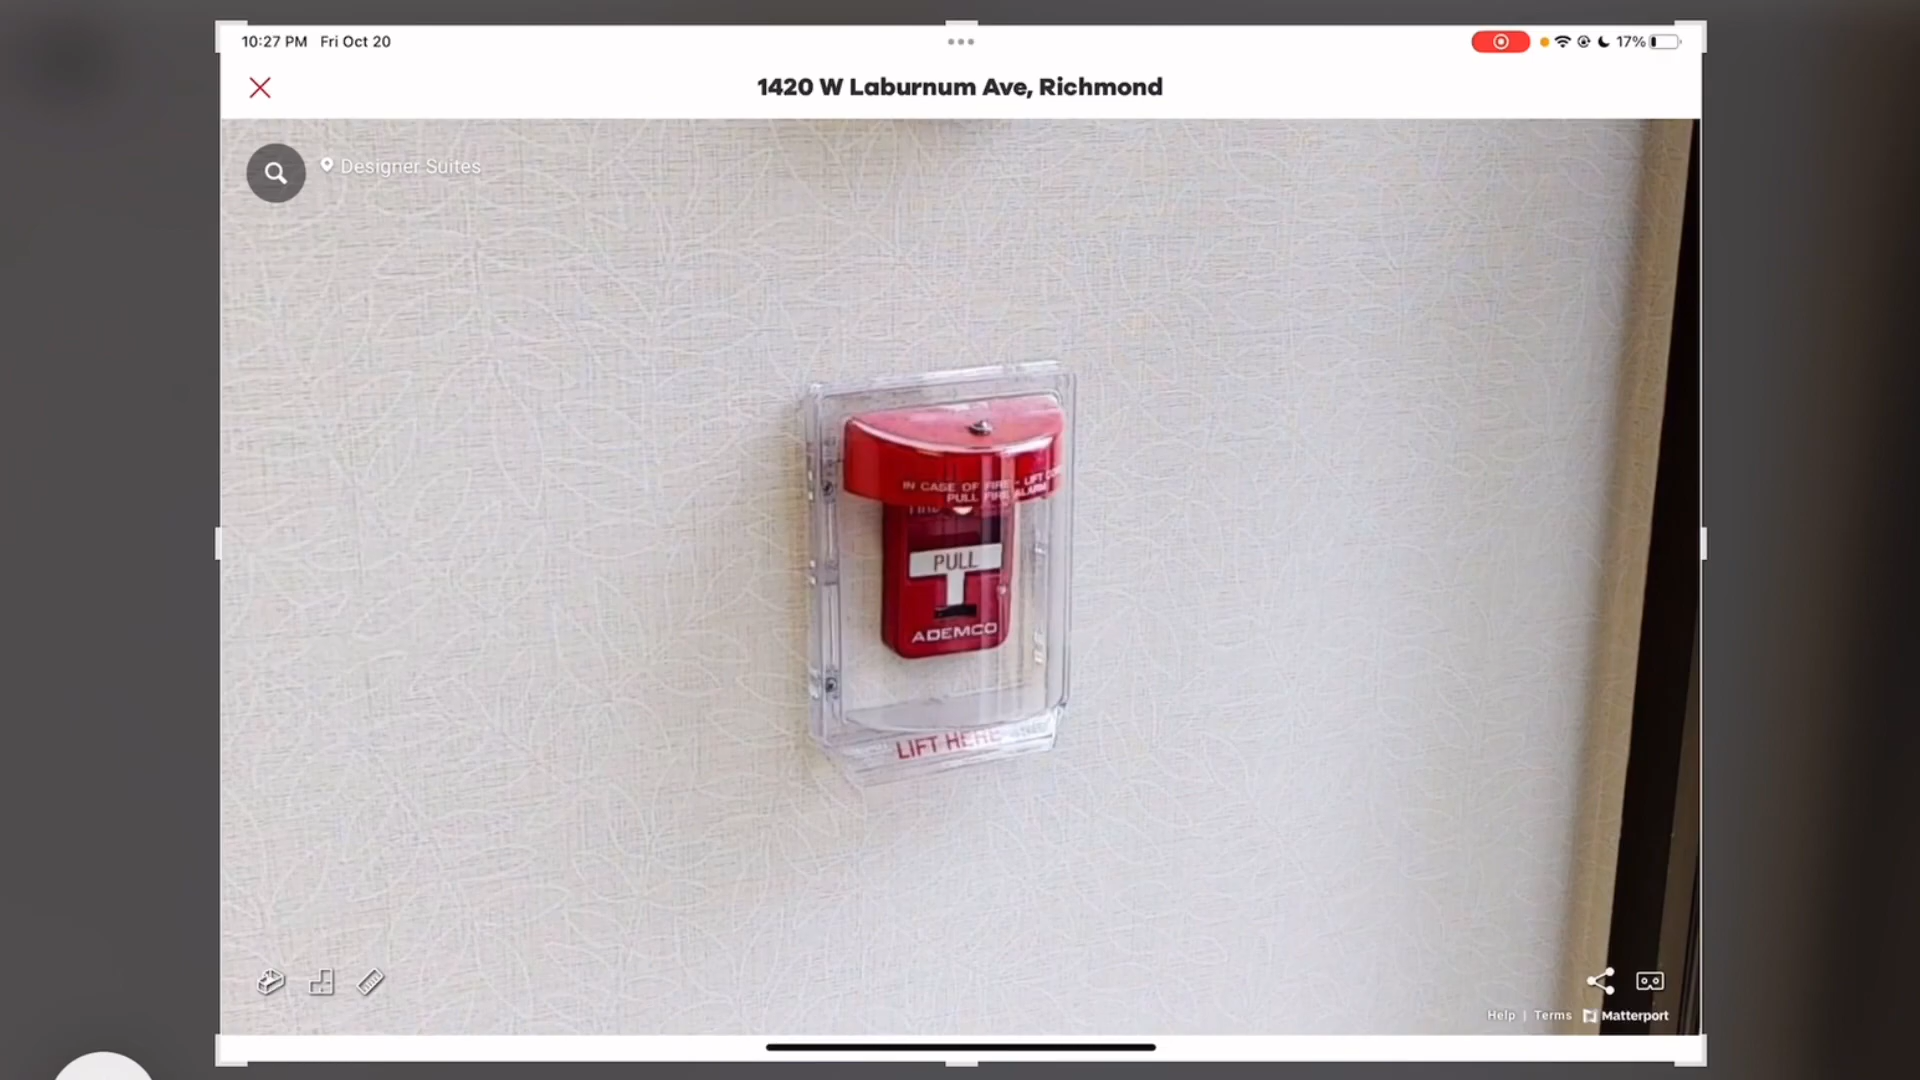 10:27 PM Fri Oct 20
17%
1420 W Laburnum Ave, Richmond
Designer Suites
IN CASE OF FIRE - LIFT
PULL FIRE ALARM
PULL
ADEMCO
LIFT HERE
Help | Terms Matterport